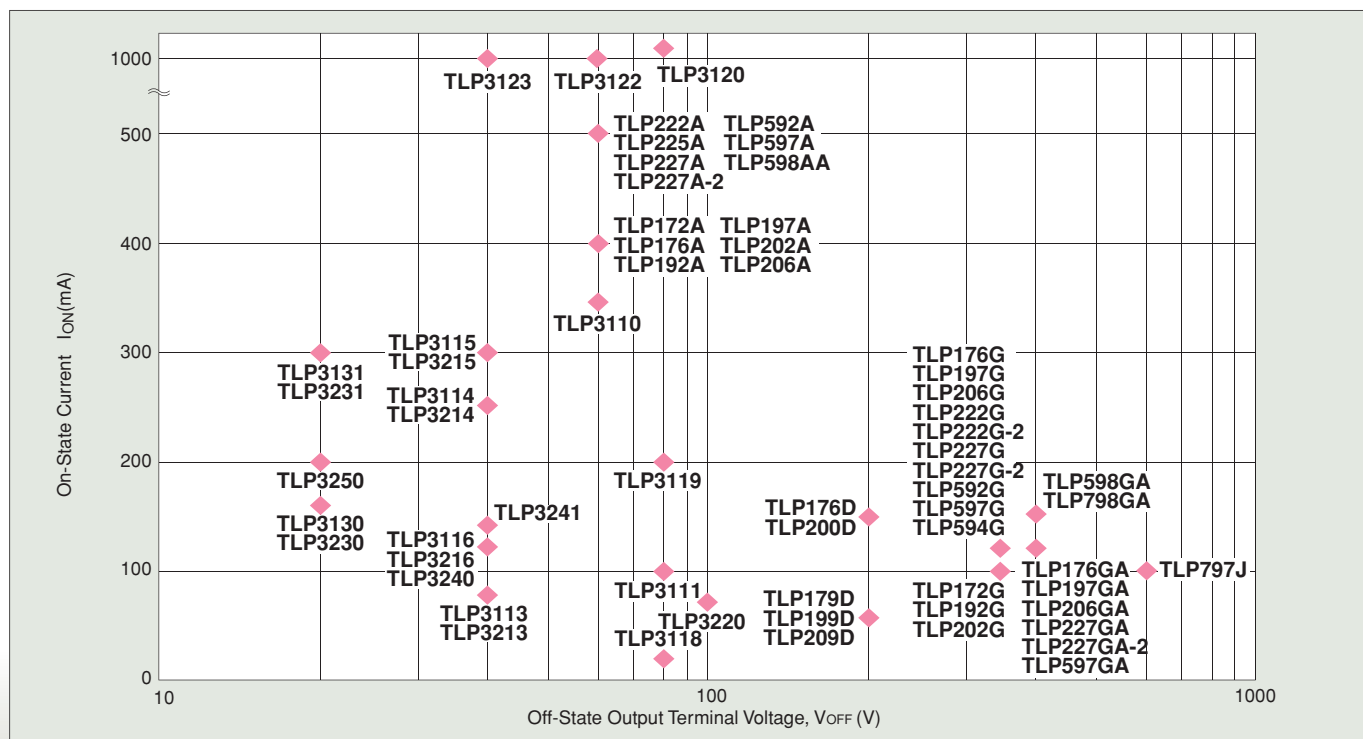 1000
500
400
300
200
100
0
On-State Current ION(mA)
10
100
1000
Off-State Output Terminal Voltage, VOFF (V)
TLP3123
TLP3122
TLP3120
TLP222A TLP592A
TLP225A TLP597A
TLP227A TLP598AA
TLP227A-2
TLP172A TLP197A
TLP176A TLP202A
TLP192A TLP206A
TLP3110
TLP3115
TLP3215
TLP3131
TLP3231
TLP3114
TLP3214
TLP3250
TLP3130
TLP3230
TLP3241
TLP3116
TLP3216
TLP3240
TLP3113
TLP3213
TLP3119
TLP3111
TLP3220
TLP3118
TLP176D
TLP200D
TLP179D
TLP199D
TLP209D
TLP176G
TLP197G
TLP206G
TLP222G
TLP222G-2
TLP227G
TLP227G-2
TLP592G
TLP597G
TLP594G
TLP172G
TLP192G
TLP202G
TLP598GA
TLP798GA
TLP176GA
TLP197GA
TLP206GA
TLP227GA
TLP227GA-2
TLP597GA
TLP797J